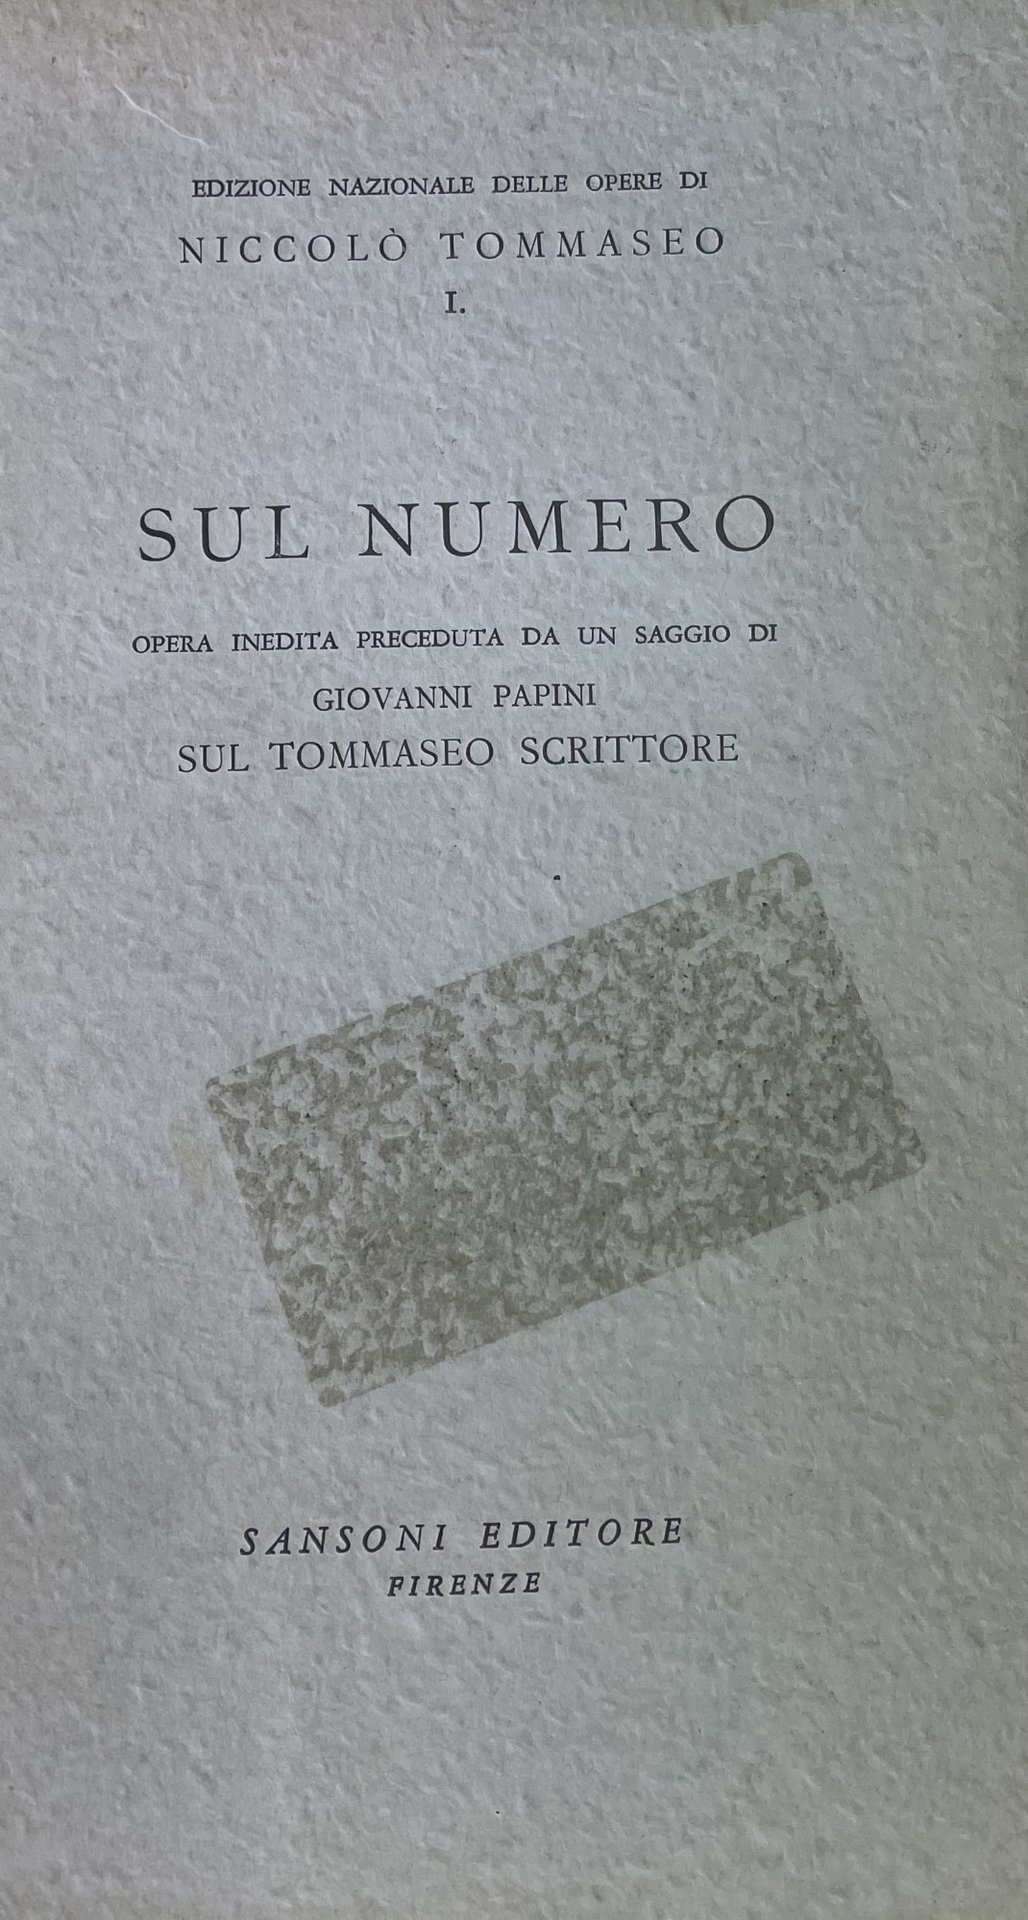 EDIZIONE NAZIONALE DELLE OPERE DI
NICCOLÒ TOMMASEO
I.
SUL NUMERO
OPERA INEDITA PRECEDUTA DA UN SAGGIO DI
GIOVANNI PAPINI
SUL TOMMASEO SCRITTORE
SANSONI EDITORE
FIRENZE